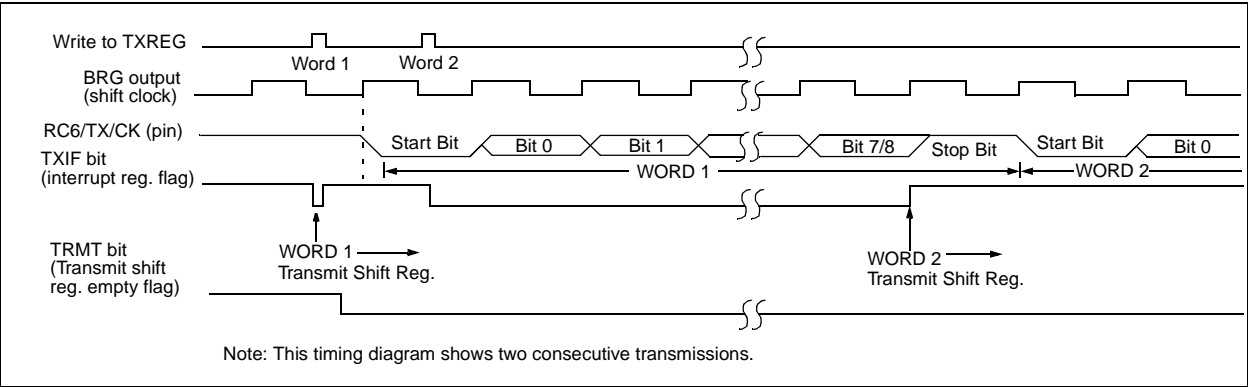 Write to TXREG
Word 1
Word 2
BRG output
(shift clock)
RC6/TX/CK (pin)
Start Bit
Bit 0
Bit 1
Bit 7/8
Stop Bit
Start Bit
Bit 0
TXIF bit
(interrupt reg. flag)
WORD 1
WORD 2
TRMT bit
(Transmit shift
reg. empty flag)
WORD 1
Transmit Shift Reg.
WORD 2
Transmit Shift Reg.
Note: This timing diagram shows two consecutive transmissions.